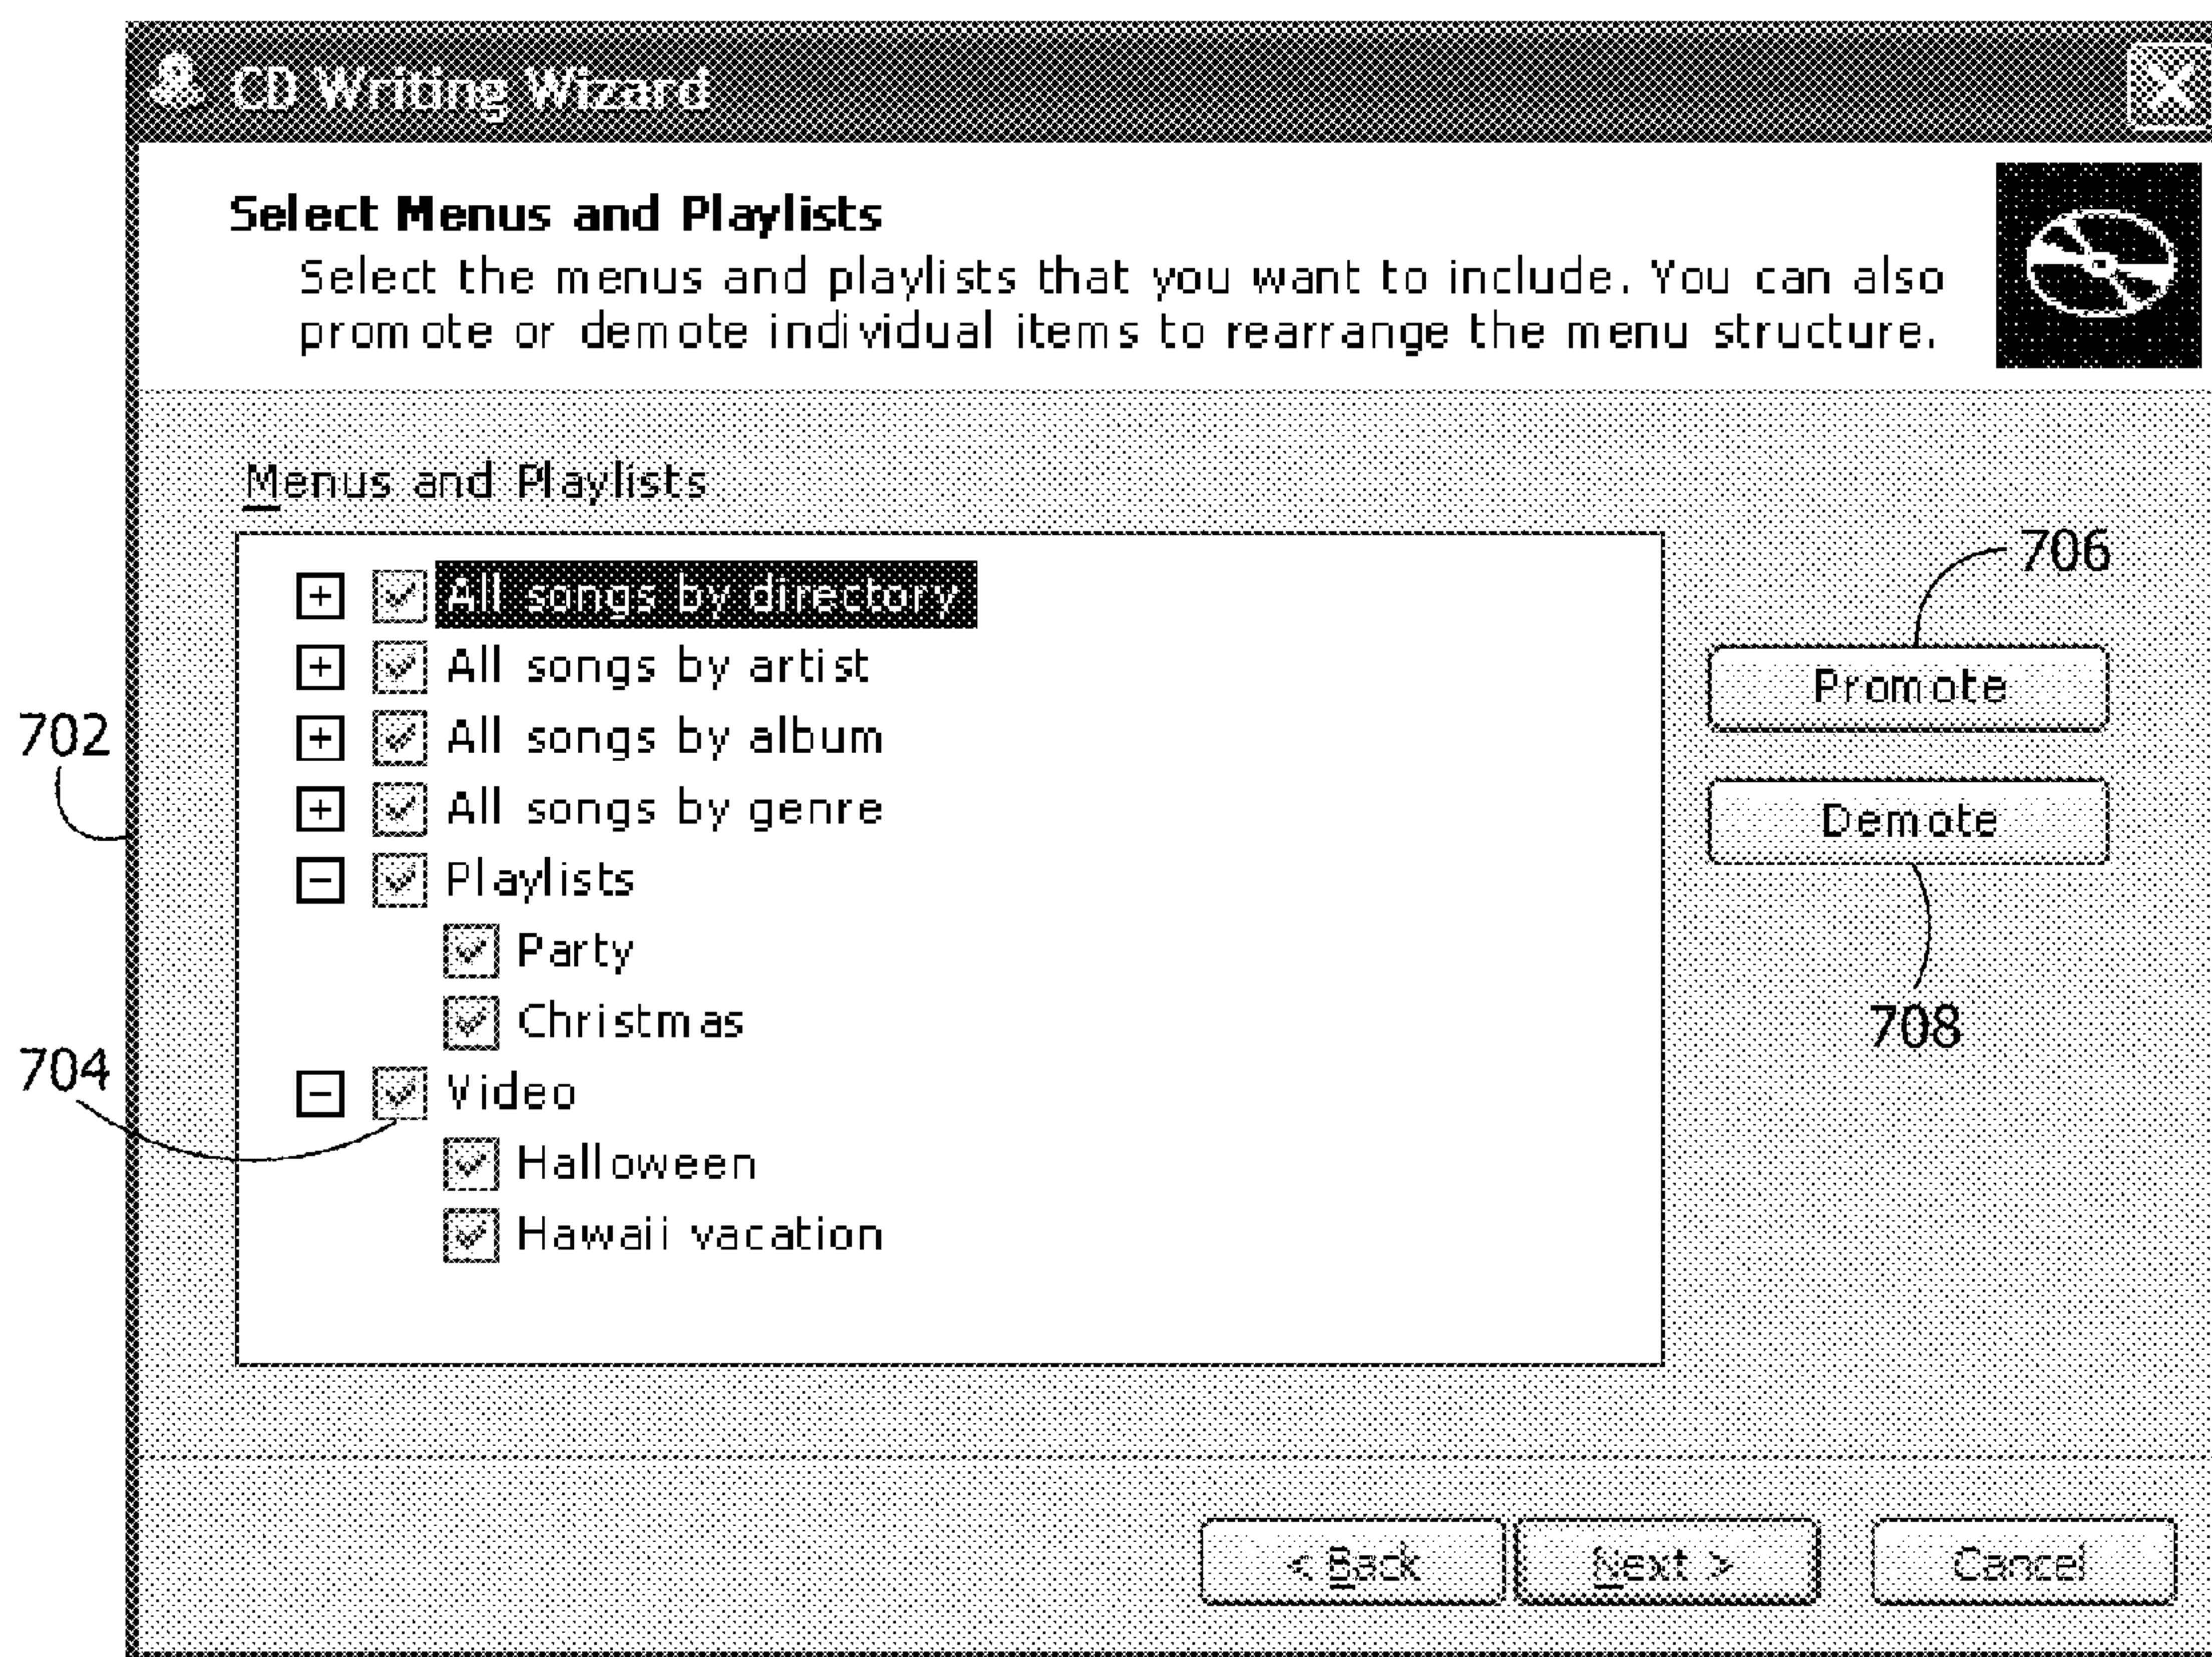 CD Writing Wizard
Select Menus and Playlists
Select the menus and playlists that you want to include. You can also
promote or demote individual items to rearrange the menu structure.
Menus and Playlists
All songs by directory
All songs by artist
All songs by album
All songs by genre
Playlists
Party
Christmas
Video
Halloween
Hawaii vacation
706
Promote
Demote
708
702
704
< Back
Next >
Cancel